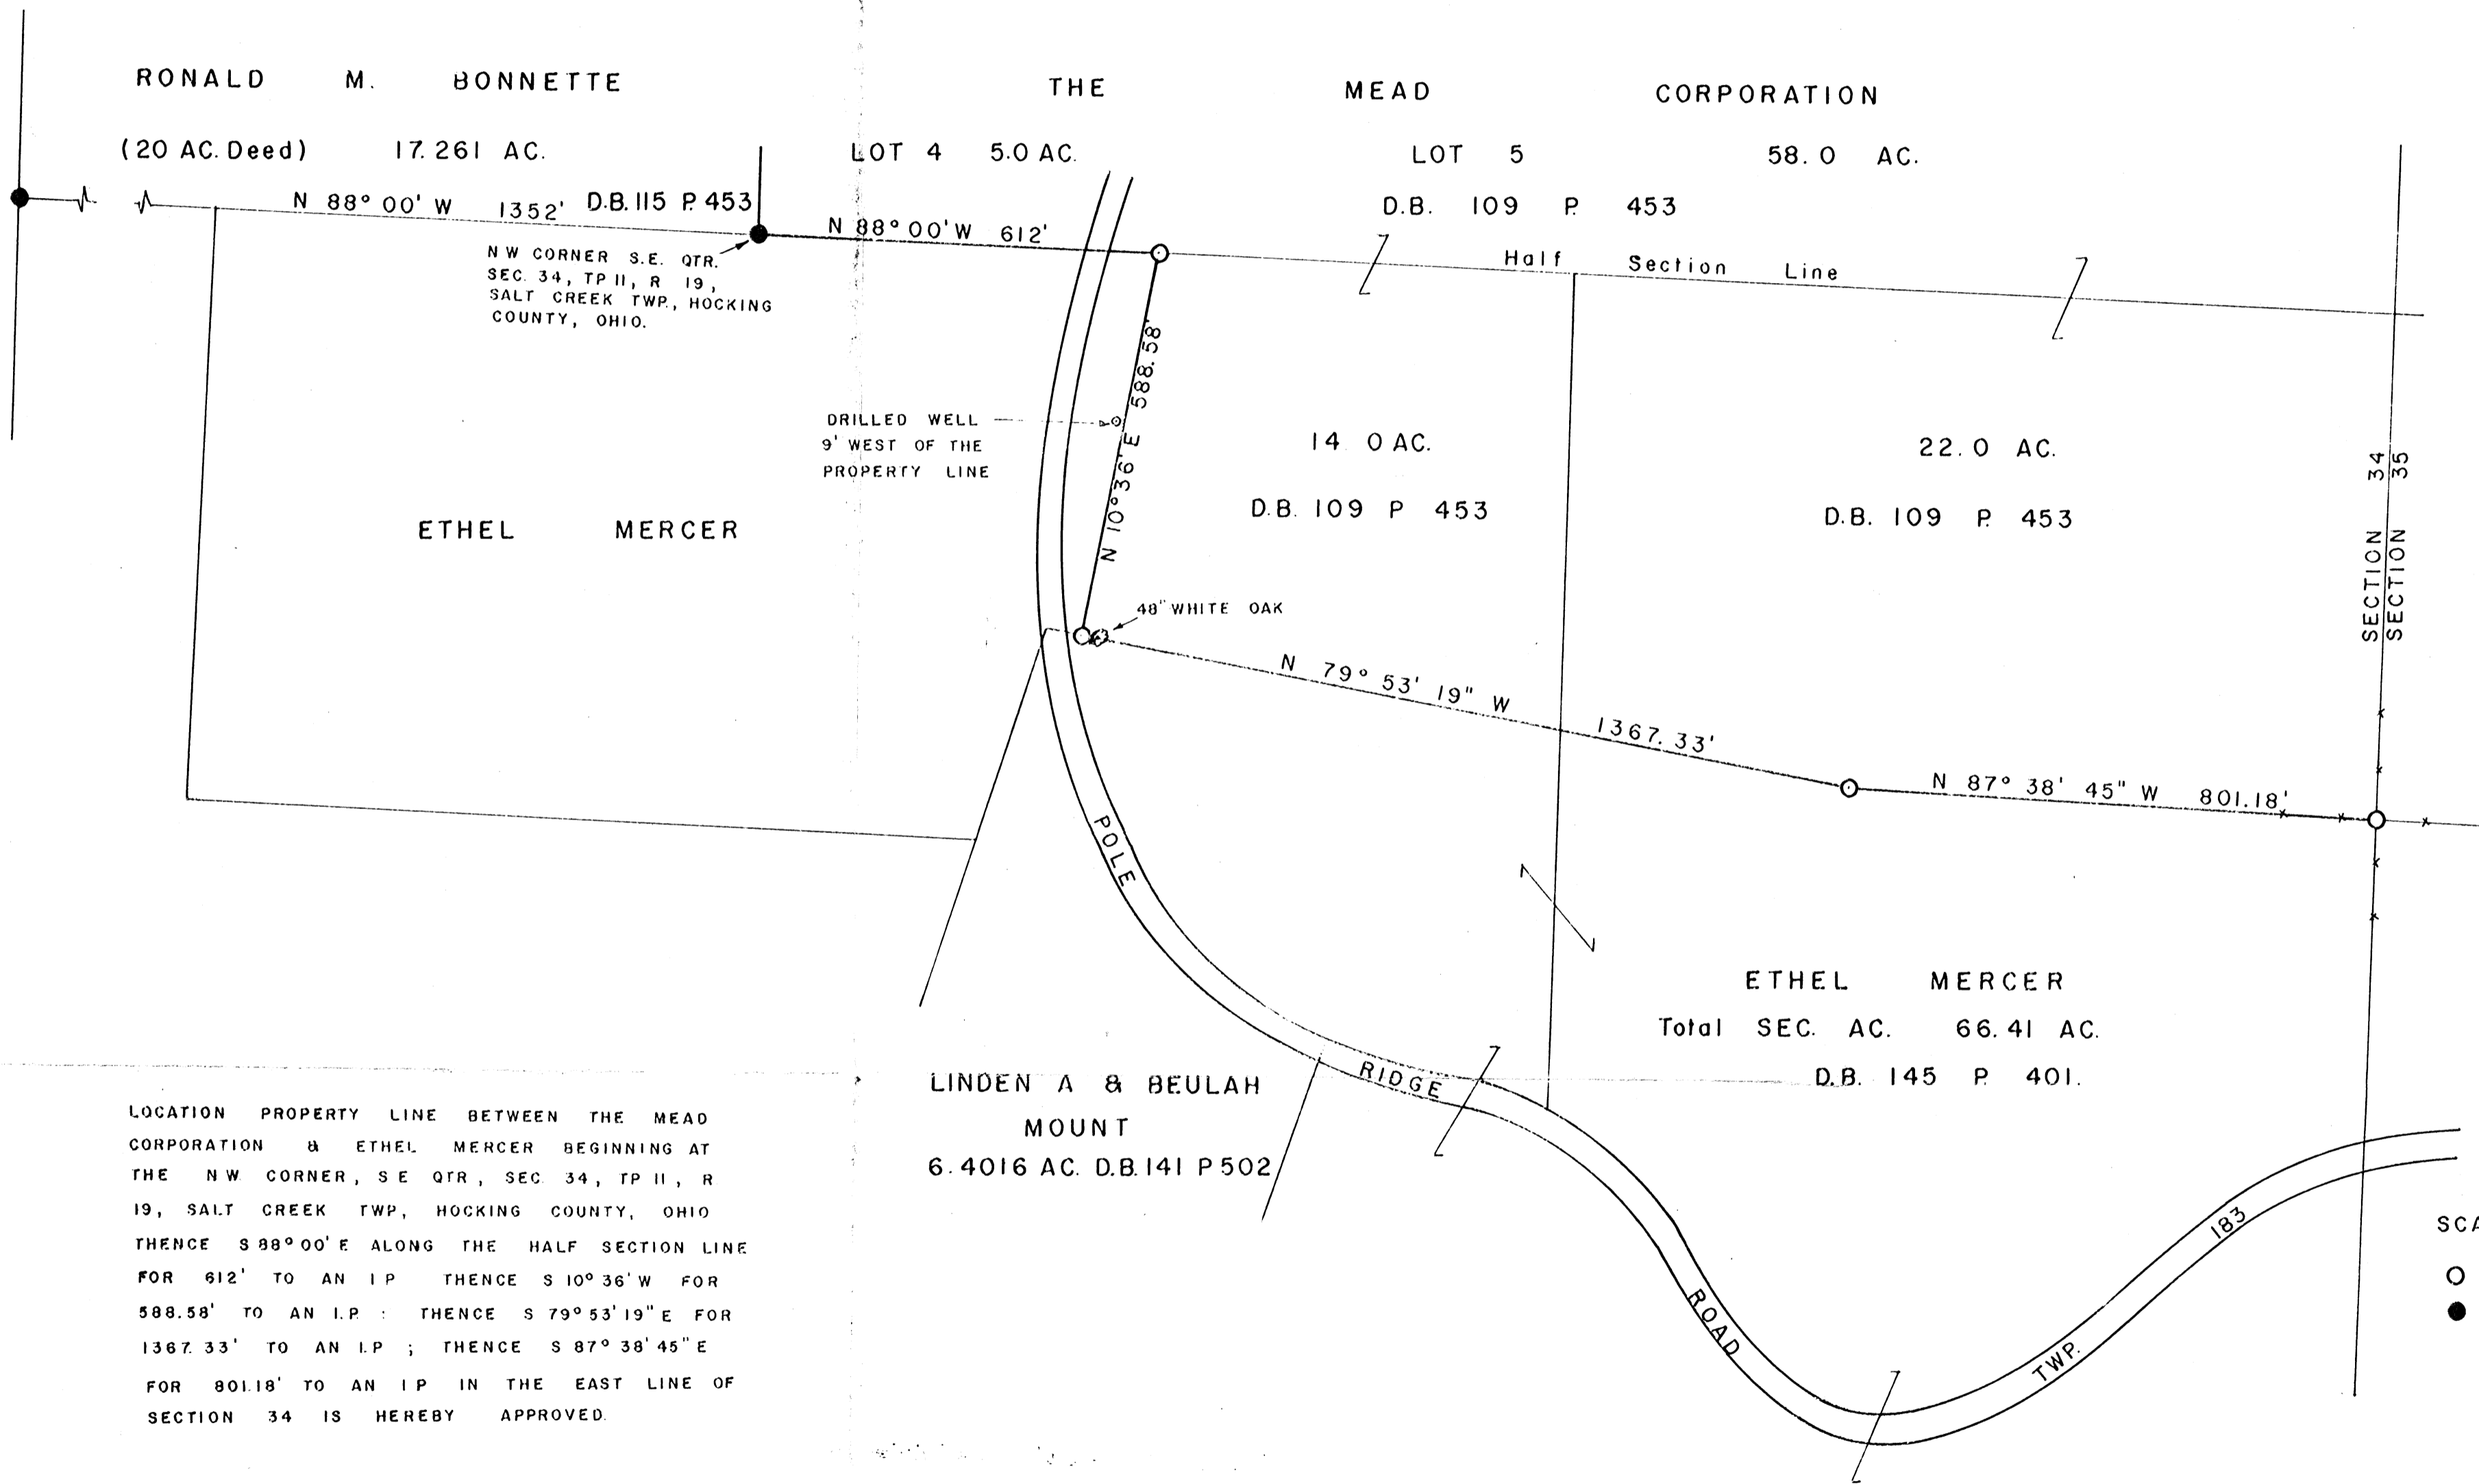 RONALD M. BONNETTE
(20 AC. Deed) 17.261 AC.
N 88° 00' W 1352' D.B. 115 P. 453
THE MEAD CORPORATION
LOT 4 5.0 AC.
LOT 5 58.0 AC.
D.B. 109 P. 453
N 88° 00' W 612'
Half Section Line
NW CORNER S.E. QTR.
SEC. 34, TP 11, R 19,
SALT CREEK TWP., HOCKING
COUNTY, OHIO.
DRILLED WELL
9' WEST OF THE
PROPERTY LINE
N 10° 36' E 588.58'
14 0 AC.
D.B. 109 P 453
22.0 AC.
D.B. 109 P. 453
SECTION 34
SECTION 35
ETHEL MERCER
48" WHITE OAK
N 79° 53' 19" W 1367.33'
N 87° 38' 45" W 801.18'
POLE RIDGE ROAD TWP. 183
ETHEL MERCER
Total SEC. AC. 66.41 AC.
D.B. 145 P. 401.
LINDEN A & BEULAH
MOUNT
6.4016 AC. D.B. 141 P 502
LOCATION PROPERTY LINE BETWEEN THE MEAD
CORPORATION & ETHEL MERCER BEGINNING AT
THE N W CORNER, S E QTR, SEC 34, TP 11, R
19, SALT CREEK TWP, HOCKING COUNTY, OHIO
THENCE S 88° 00' E ALONG THE HALF SECTION LINE
FOR 612' TO AN I P THENCE S 10° 36' W FOR
588.58' TO AN I.P. : THENCE S 79° 53' 19" E FOR
1367.33' TO AN I.P ; THENCE S 87° 38' 45" E
FOR 801.18' TO AN I P IN THE EAST LINE OF
SECTION 34 IS HEREBY APPROVED.